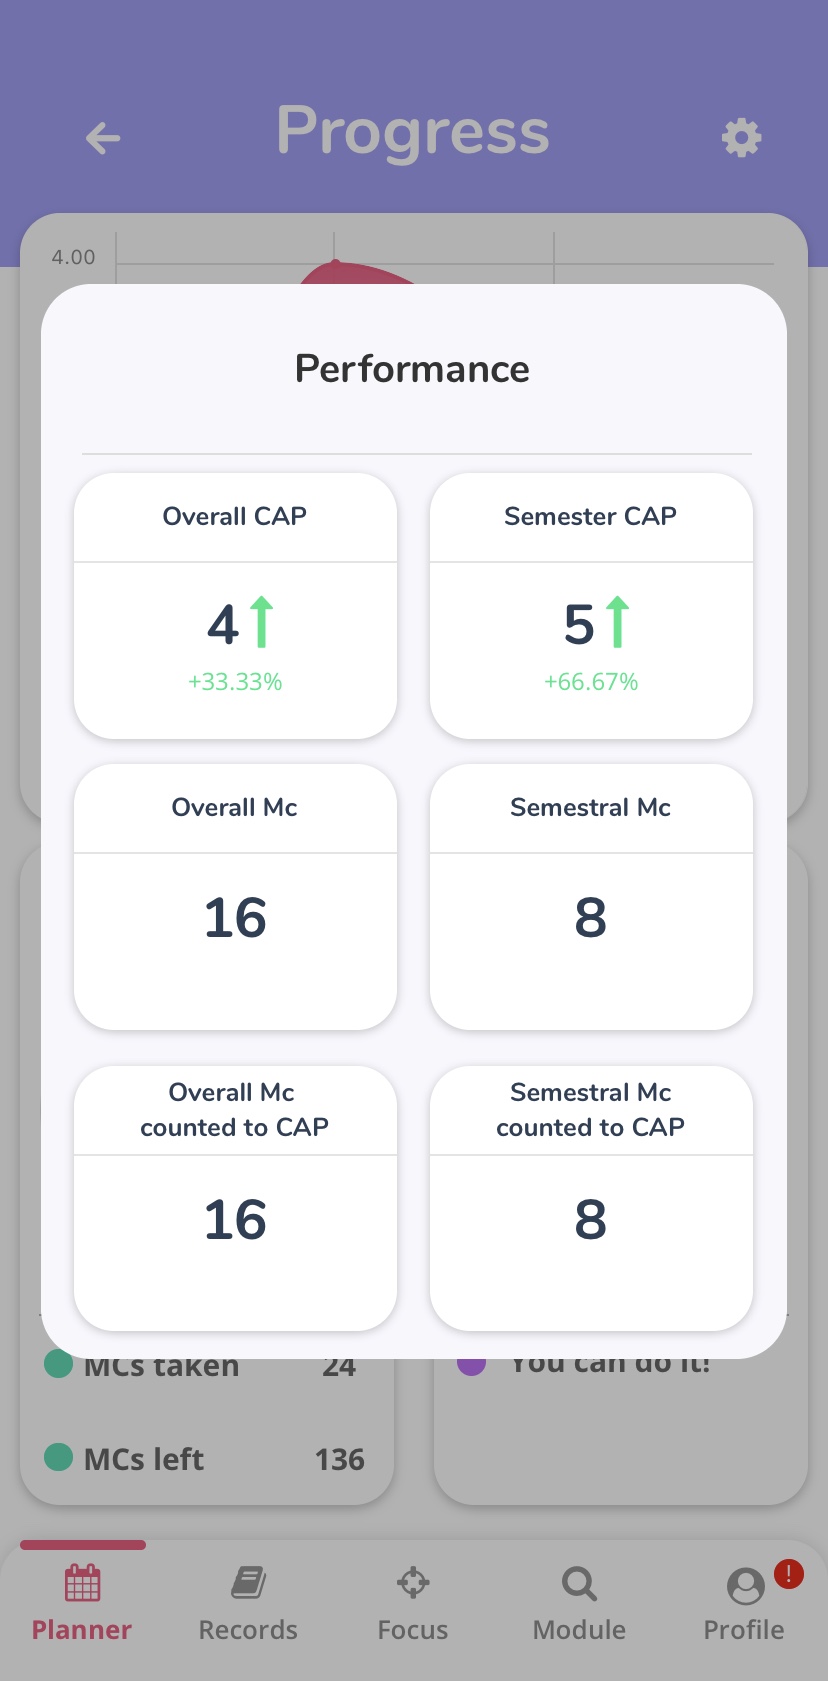 Progress
4.00
Performance
Overall CAP
Semester CAP
4
5
+33.33%
+66.67%
Overall Mc
Semestral Mc
16
8
Overall Mc
counted to CAP
Semestral Mc
counted to CAP
16
8
MCs taken 24
You can do it!
MCs left 136
Planner
Records
Focus
Module
Profile
!